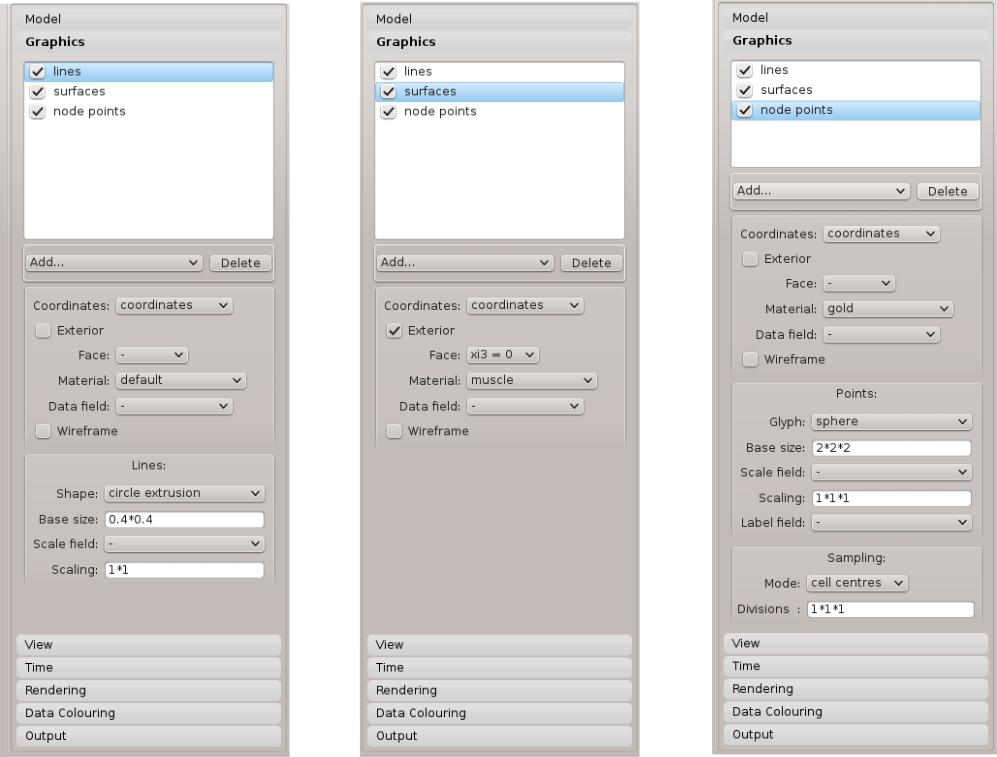 Model
Graphics
lines
surfaces
node points
Add...
Delete
Coordinates: coordinates
Exterior
Face: -
Material: default
Data field: -
Wireframe
Lines:
Shape: circle extrusion
Base size: 0.4*0.4
Scale field: -
Scaling: 1*1
View
Time
Rendering
Data Colouring
Output
Model
Graphics
lines
surfaces
node points
Add...
Delete
Coordinates: coordinates
Exterior
Face: xi3 = 0
Material: muscle
Data field: -
Wireframe
View
Time
Rendering
Data Colouring
Output
Model
Graphics
lines
surfaces
node points
Add...
Delete
Coordinates: coordinates
Exterior
Face: -
Material: gold
Data field: -
Wireframe
Points:
Glyph: sphere
Base size: 2*2*2
Scale field: -
Scaling: 1*1*1
Label field: -
Sampling:
Mode: cell centres
Divisions : 1*1*1
View
Time
Rendering
Data Colouring
Output